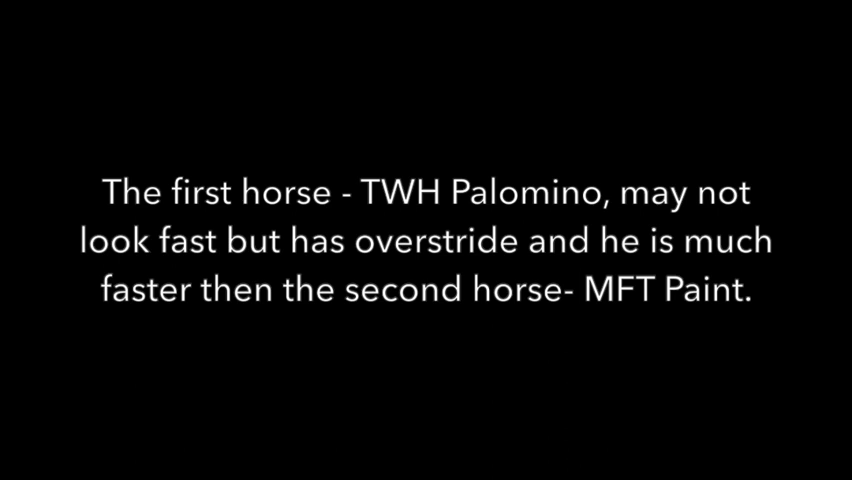 The first horse - TWH Palomino, may not
look fast but has overstride and he is much
faster then the second horse- MFT Paint.